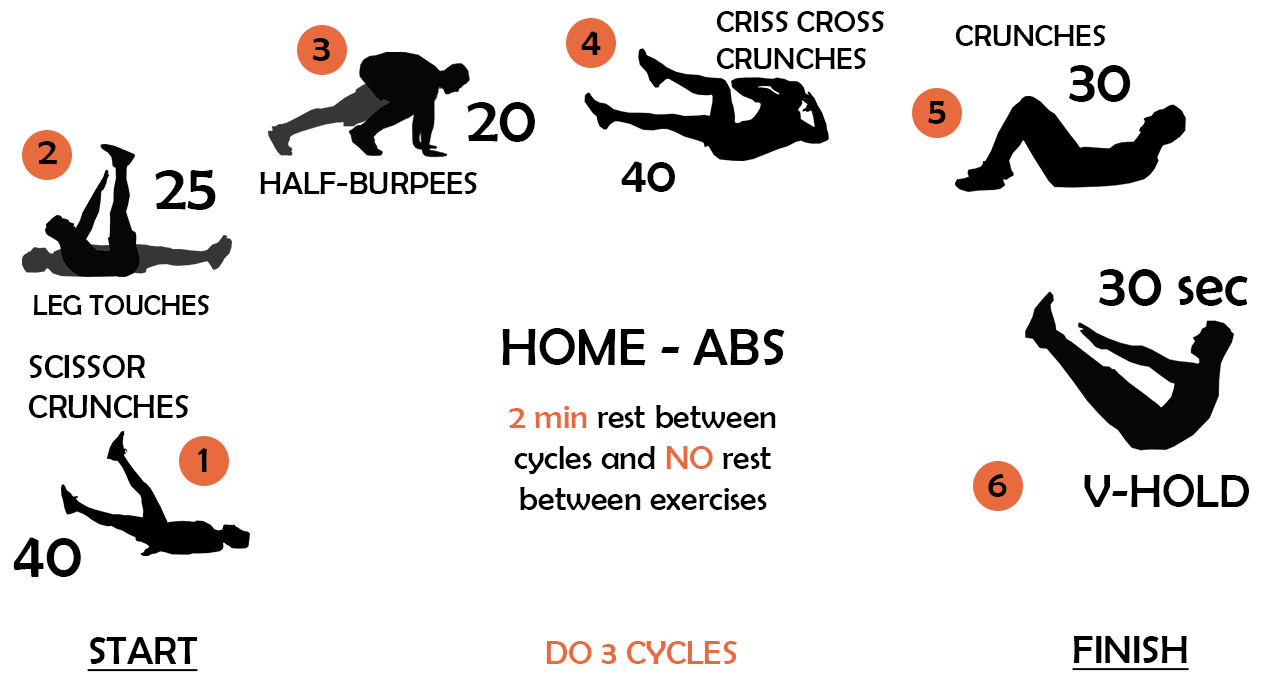 START
1
SCISSOR
CRUNCHES
40
2
25
LEG TOUCHES
3
20
HALF-BURPEES
4
CRISS CROSS
CRUNCHES
40
5
CRUNCHES
30
30 sec
6
V-HOLD
FINISH
HOME - ABS
2 min rest between
cycles and NO rest
between exercises
DO 3 CYCLES